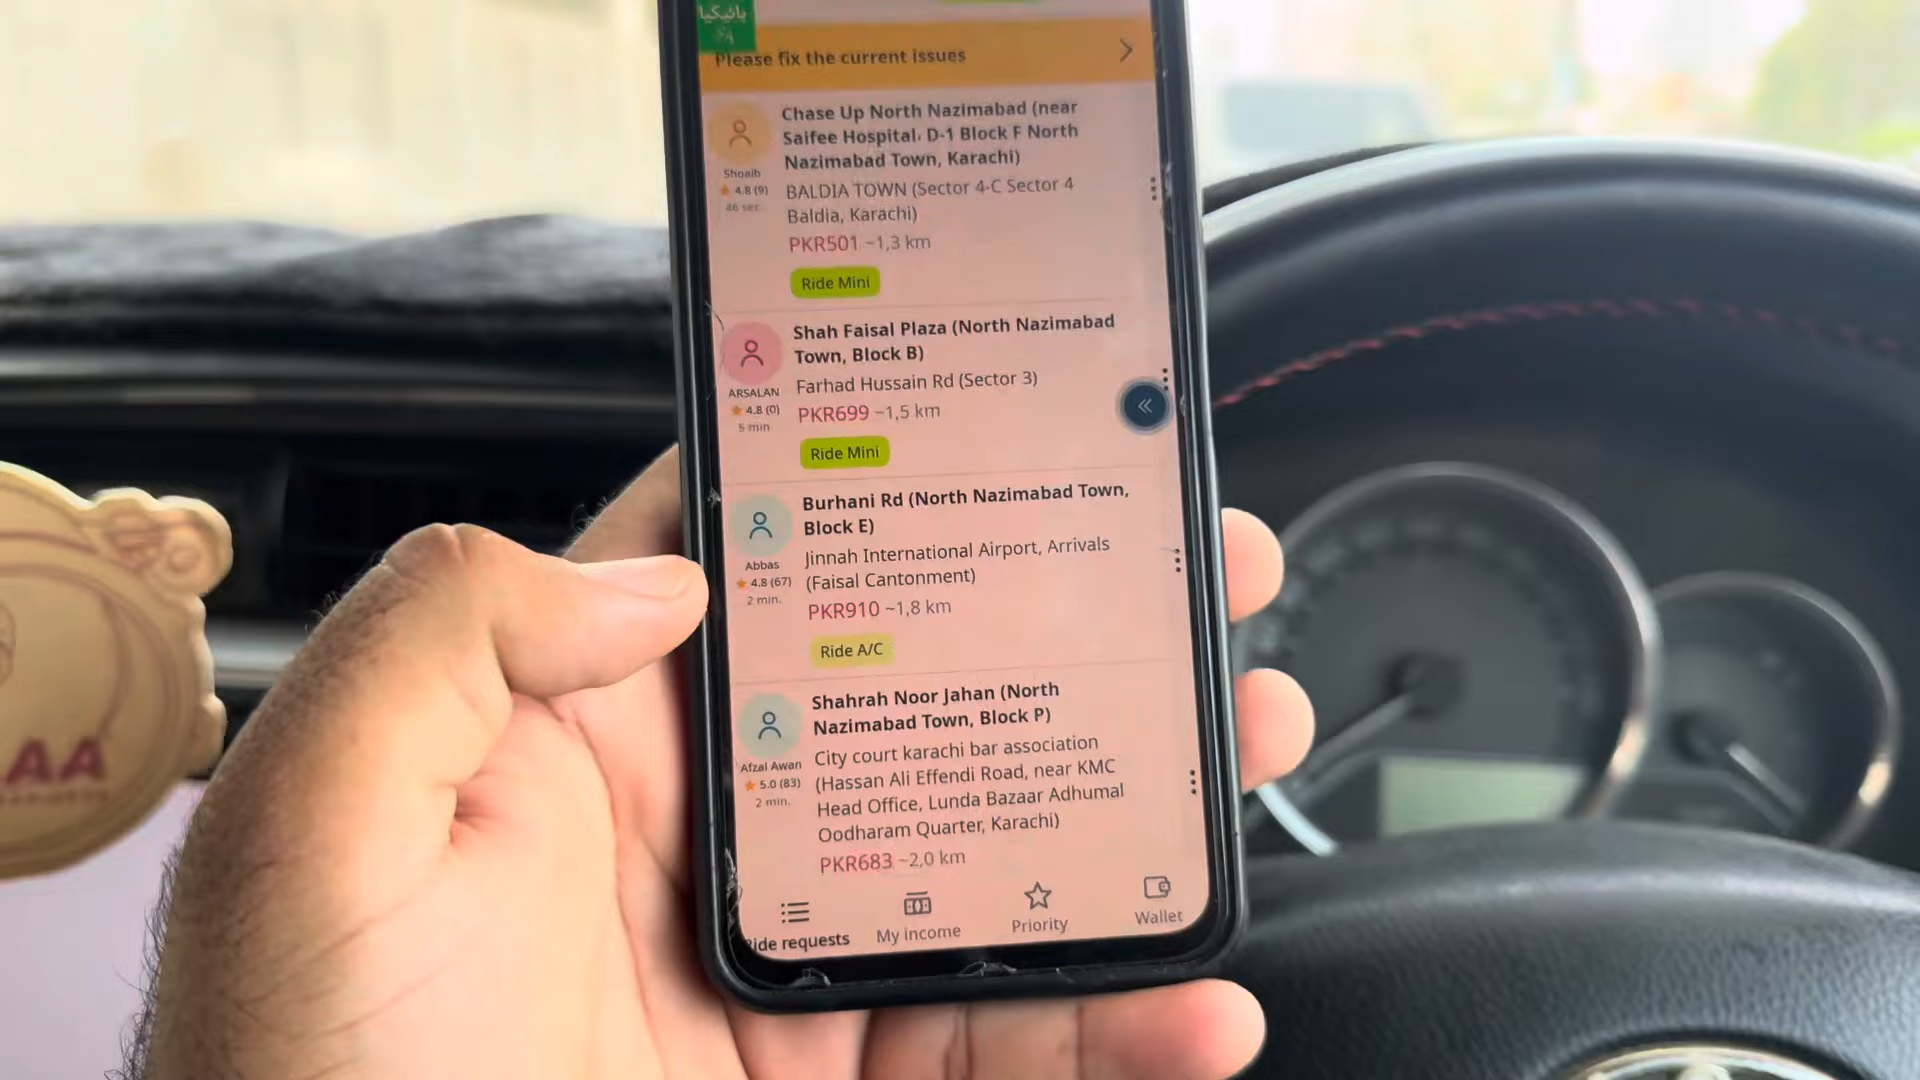 بائیکیا
Please fix the current issues
Chase Up North Nazimabad (near
Saifee Hospital, D-1 Block F North
Nazimabad Town, Karachi)
Shoaib
4.8 (9)
46 sec.
BALDIA TOWN (Sector 4-C Sector 4
Baldia, Karachi)
PKR501 ~1,3 km
Ride Mini
Shah Faisal Plaza (North Nazimabad
Town, Block B)
ARSALAN
4.8 (0)
5 min
Farhad Hussain Rd (Sector 3)
PKR699 ~1,5 km
Ride Mini
Burhani Rd (North Nazimabad Town,
Block E)
Abbas
4.8 (67)
2 min.
Jinnah International Airport, Arrivals
(Faisal Cantonment)
PKR910 ~1,8 km
Ride A/C
Shahrah Noor Jahan (North
Nazimabad Town, Block P)
Afzal Awan
5.0 (83)
2 min.
City court karachi bar association
(Hassan Ali Effendi Road, near KMC
Head Office, Lunda Bazaar Adhumal
Oodharam Quarter, Karachi)
PKR683 ~2,0 km
ide requests
My income
Priority
Wallet
AA